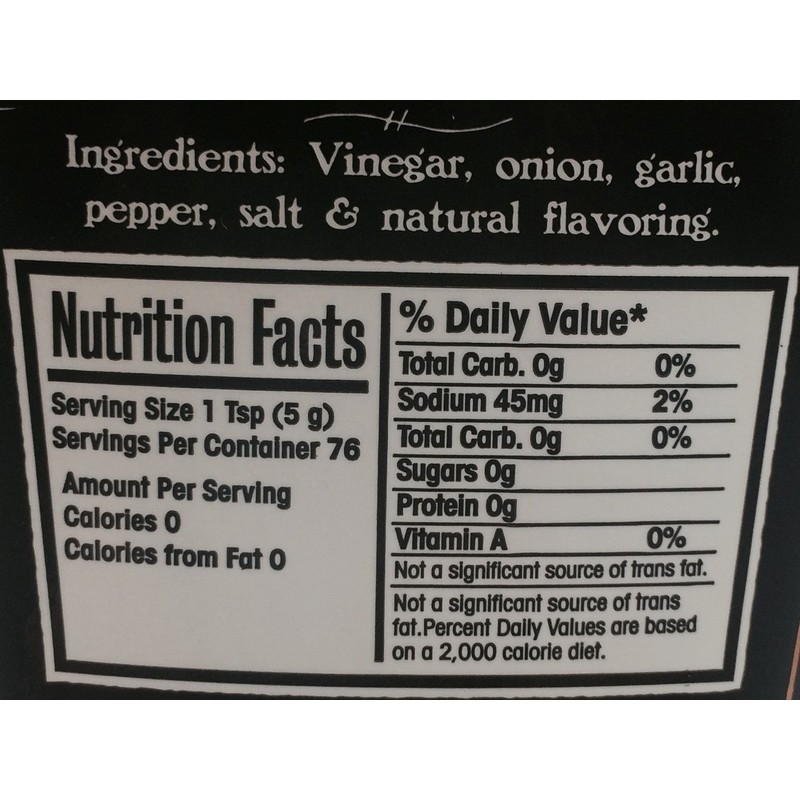 Ingredients: Vinegar, onion, garlic,
pepper, salt & natural flavoring.
Nutrition Facts
Serving Size 1 Tsp (5 g)
Servings Per Container 76
Amount Per Serving
Calories 0
Calories from Fat 0
% Daily Value*
Total Carb. 0g 0%
Sodium 45mg 2%
Total Carb. 0g 0%
Sugars 0g
Protein 0g
Vitamin A 0%
Not a significant source of trans fat.
Not a significant source of trans
fat.Percent Daily Values are based
on a 2,000 calorie diet.